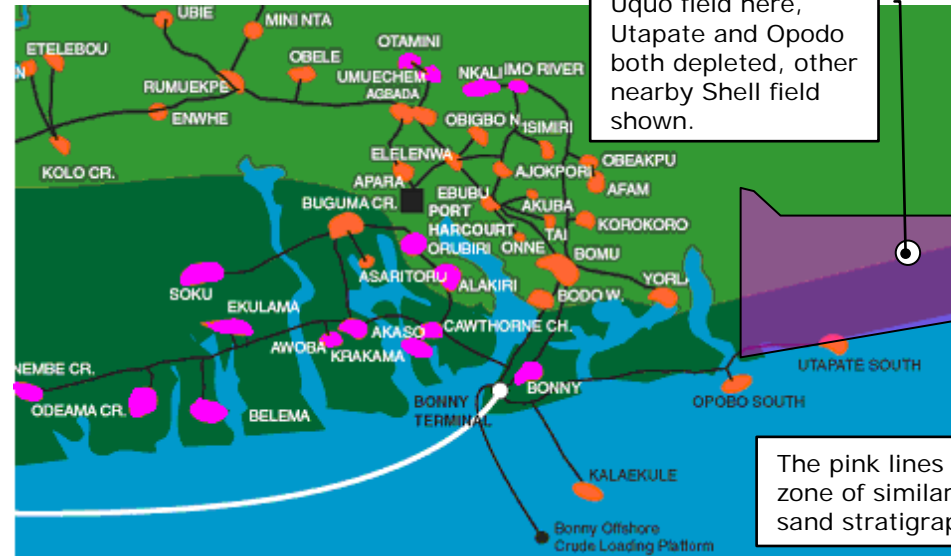 Uquo field here,
Utapate and Opodo
both depleted, other
nearby Shell field
shown.
UBIE
MINI NTA
ETELEBOU
N
OTAMINI
OBELE
UMUECHEM
NKALI
IMO RIVER
RUMUEKPE
AGBADA
ENWHE
OBIGBO N.
ISIMIRI
KOLO CR.
ELELENWA
OBEAKPU
AJOKPORI
APARA
AFAM
EBUBU
BUGUMA CR.
AKUBA
PORT
HARCOURT
KOROKORO
TAI
ORUBIRI
ONNE
BOMU
ASARITORU
ALAKIRI
YORLA
SOKU
BODO W.
EKULAMA
AKASO
CAWTHORNE CH.
AWOBA
KRAKAMA
UTAPATE SOUTH
NEMBE CR.
BONNY
BONNY
TERMINAL
OPOBO SOUTH
ODEAMA CR.
BELEMA
KALAEKULE
The pink lines
zone of similar
sand stratigrap
Bonny Offshore
Crude Loading Platform